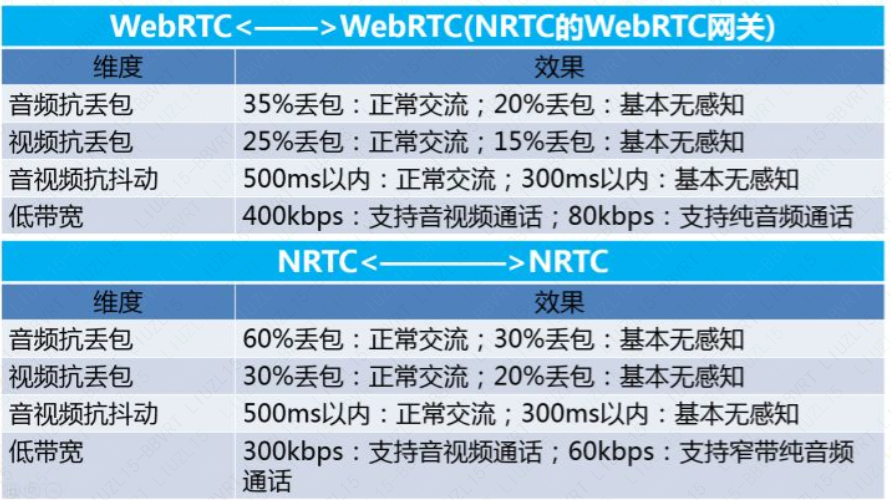 WebRTC<——>WebRTC(NRTC的WebRTC网关)
维度 效果
音频抗丢包 35%丢包：正常交流；20%丢包：基本无感知
视频抗丢包 25%丢包：正常交流；15%丢包：基本无感知
音视频抗抖动 500ms以内：正常交流；300ms以内：基本无感知
低带宽 400kbps：支持音视频通话；80kbps：支持纯音频通话
NRTC<————>NRTC
维度 效果
音频抗丢包 60%丢包：正常交流；30%丢包：基本无感知
视频抗丢包 30%丢包：正常交流；20%丢包：基本无感知
音视频抗抖动 500ms以内：正常交流；300ms以内：基本无感知
低带宽 300kbps：支持音视频通话；60kbps：支持窄带纯音频
通话